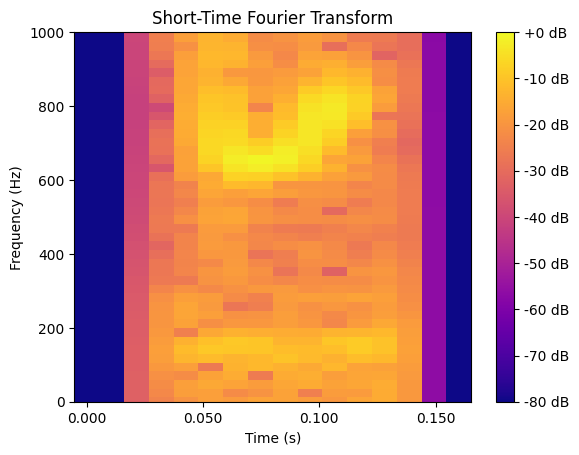 Short-Time Fourier Transform
Frequency (Hz)
1000
800
600
400
200
0
0.000
0.050
0.100
0.150
Time (s)
+0 dB
-10 dB
-20 dB
-30 dB
-40 dB
-50 dB
-60 dB
-70 dB
-80 dB